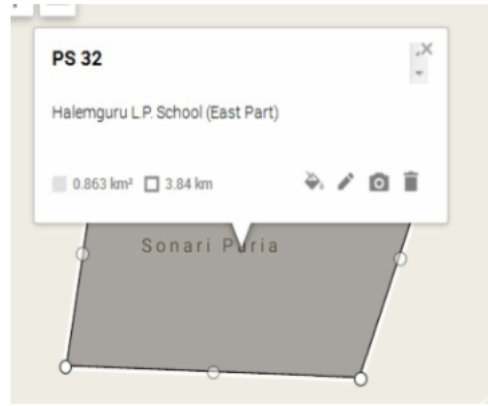 PS 32
Halemguru L.P. School (East Part)
0.863 km² 3.84 km
Sonari Puria